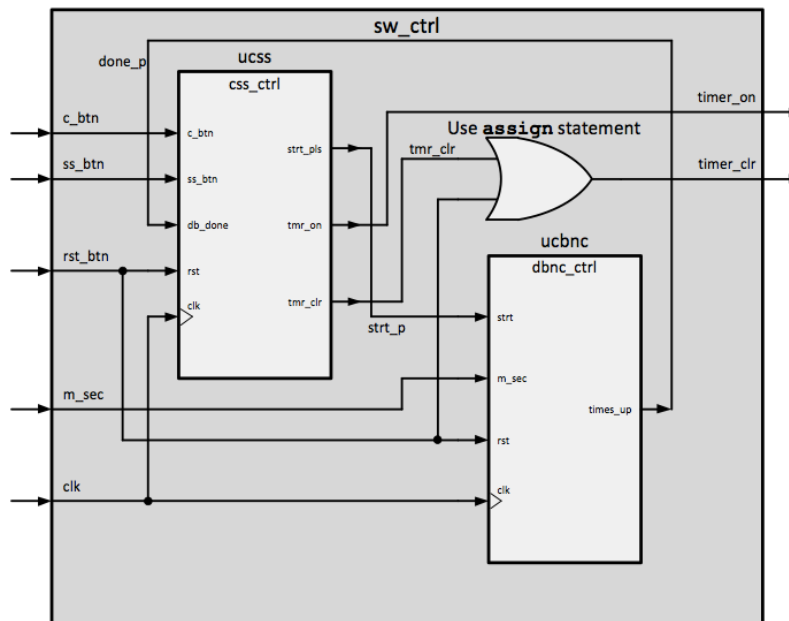 sw_ctrl
done_p
ucss
css_ctrl
timer_on
c_btn
c_btn
Use assign statement
strt_pls
tmr_clr
ss_btn
ss_btn
timer_clr
db_done
tmr_on
ucbnc
rst_btn
rst
dbnc_ctrl
clk
tmr_clr
strt
strt_p
m_sec
m_sec
times_up
rst
clk
clk